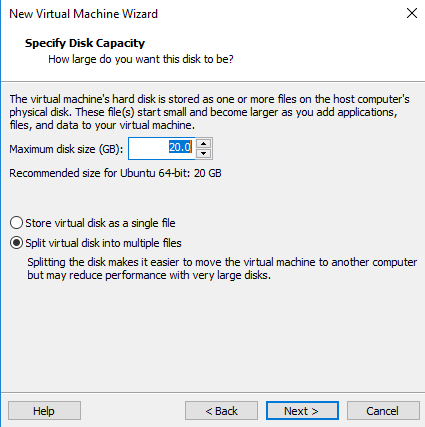 New Virtual Machine Wizard
Specify Disk Capacity
How large do you want this disk to be?
The virtual machine's hard disk is stored as one or more files on the host computer's
physical disk. These file(s) start small and become larger as you add applications,
files, and data to your virtual machine.
Maximum disk size (GB): 20.0
Recommended size for Ubuntu 64-bit: 20 GB
Store virtual disk as a single file
Split virtual disk into multiple files
Splitting the disk makes it easier to move the virtual machine to another computer
but may reduce performance with very large disks.
Help < Back Next > Cancel